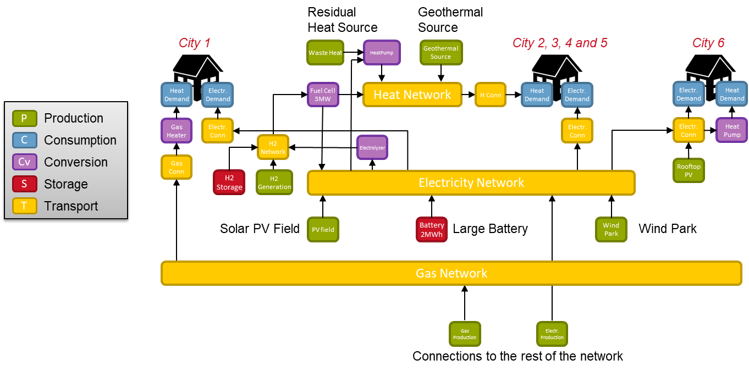 Residual
Heat Source
Geothermal
Source
City 1
Waste Heat
HeatPump
Geothermal
Source
City 2, 3, 4 and 5
City 6
Heat
Demand
Electr.
Demand
Fuel Cell
5MW
Heat Network
H Conn
Heat
Demand
Electr.
Demand
Electr.
Demand
Heat
Demand
P Production
C Consumption
Cv Conversion
S Storage
T Transport
Gas
Heater
Electr.
Conn
H2
Network
Electrolyzer
Electr.
Conn
Electr.
Conn
Heat
Pump
Gas
Conn
H2
Storage
H2
Generation
Electricity Network
Rooftop
PV
Solar PV Field
PV field
Battery
2MWh
Large Battery
Wind
Park
Wind Park
Gas Network
Gas
Production
Electr.
Production
Connections to the rest of the network